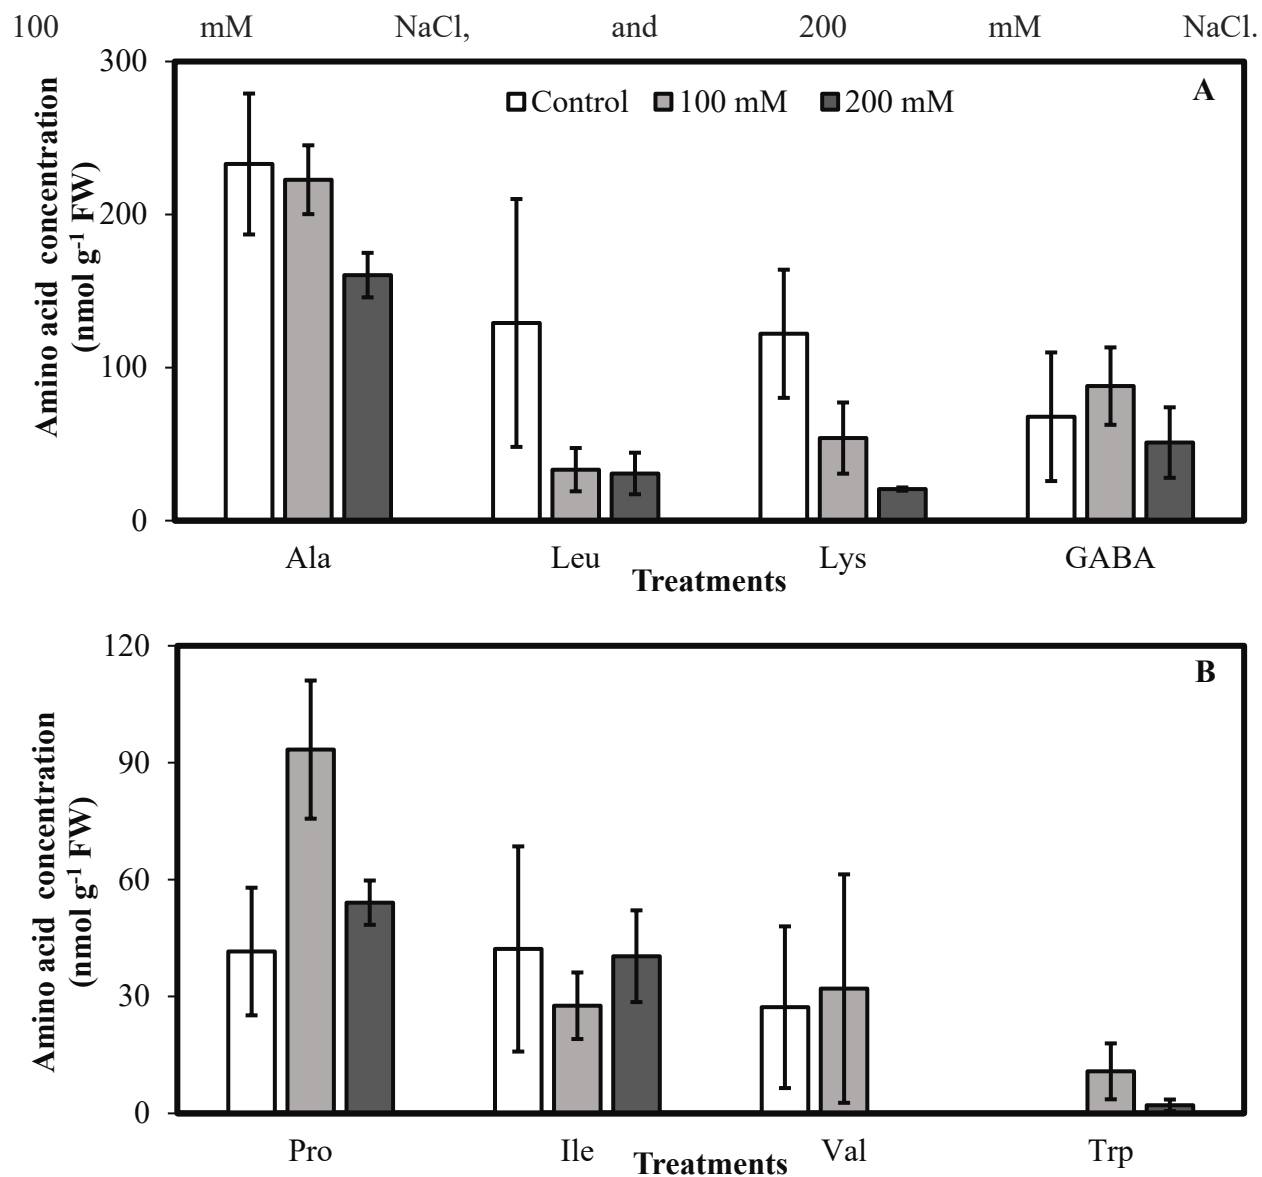 100 mM NaCl, and 200 mM NaCl.
Amino acid concentration
(nmol g⁻¹ FW)
300
200
100
0
Control 100 mM 200 mM
A
Ala Leu Lys GABA
Treatments
Amino acid concentration
(nmol g⁻¹ FW)
120
90
60
30
0
B
Pro Ile Val Trp
Treatments